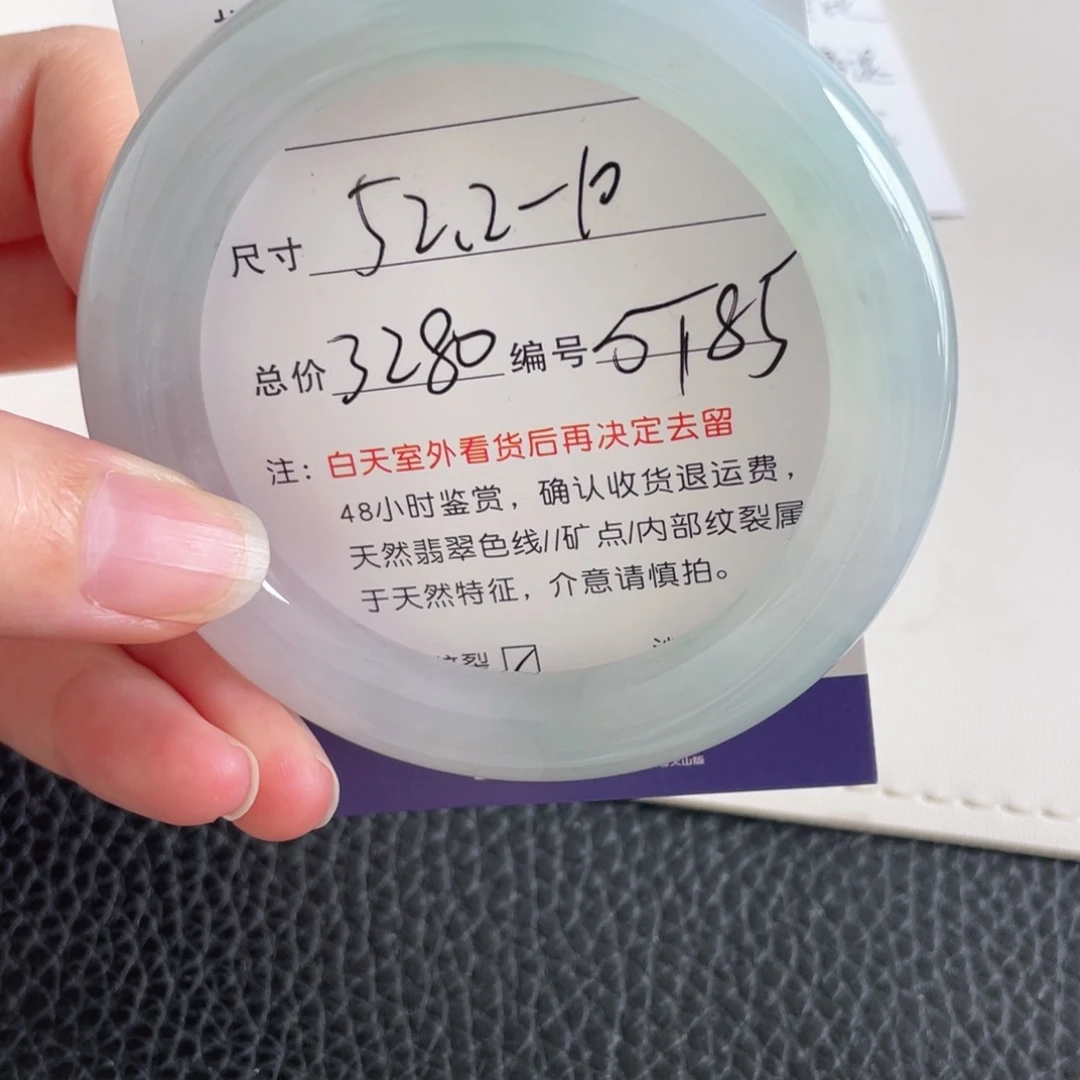 尺寸 52.2-10
总价 3280 编号 5185
注：白天室外看货后再决定去留
48小时鉴赏，确认收货退运费，
天然翡翠色线//矿点/内部纹裂属
于天然特征，介意请慎拍。
纹裂 ☑